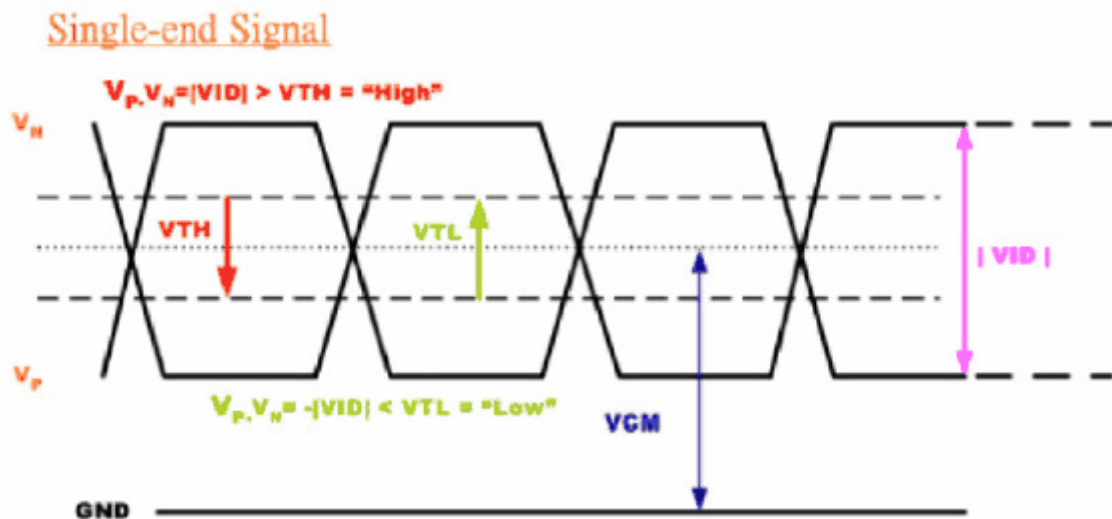 Single-end Signal
VP-VN=|VID| > VTH = "High"
VN
VTH
VTL
| VID |
VP
VP-VN= -|VID| < VTL = "Low"
VCM
GND